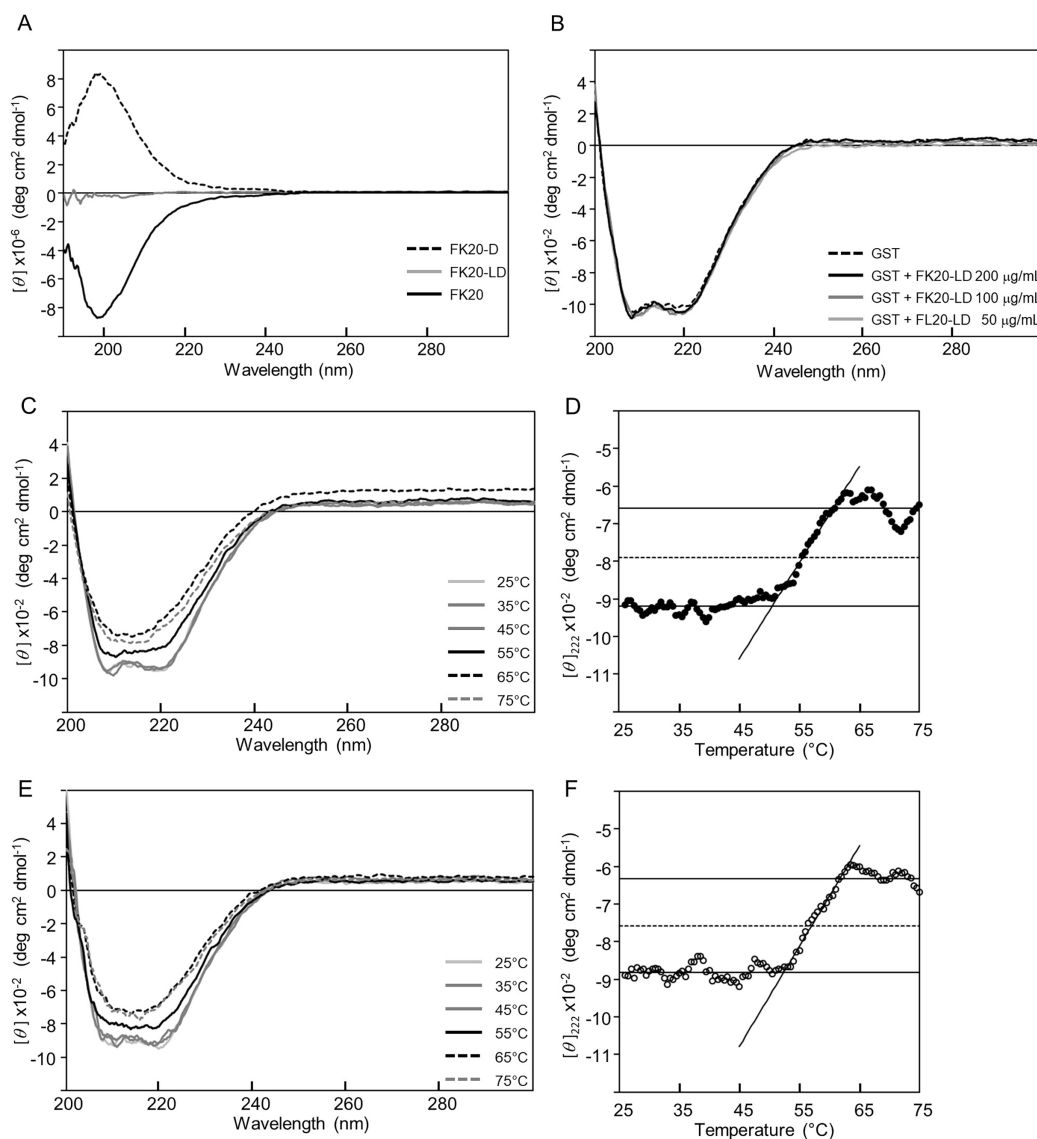 A
[θ] x10-6 (deg cm2 dmol-1)
8
6
4
2
0
-2
-4
-6
-8
200
220
240
260
280
Wavelength (nm)
FK20-D
FK20-LD
FK20
B
[θ] x10-2 (deg cm2 dmol-1)
4
2
0
-2
-4
-6
-8
-10
200
220
240
260
280
Wavelength (nm)
GST
GST + FK20-LD 200 µg/mL
GST + FK20-LD 100 µg/mL
GST + FL20-LD 50 µg/mL
C
[θ] x10-2 (deg cm2 dmol-1)
4
2
0
-2
-4
-6
-8
-10
200
220
240
260
280
Wavelength (nm)
25°C
35°C
45°C
55°C
65°C
75°C
D
[θ]222 x10-2 (deg cm2 dmol-1)
-5
-6
-7
-8
-9
-10
-11
25
35
45
55
65
75
Temperature (°C)
E
[θ] x10-2 (deg cm2 dmol-1)
4
2
0
-2
-4
-6
-8
-10
200
220
240
260
280
Wavelength (nm)
25°C
35°C
45°C
55°C
65°C
75°C
F
[θ]222 x10-2 (deg cm2 dmol-1)
-5
-6
-7
-8
-9
-10
-11
25
35
45
55
65
75
Temperature (°C)